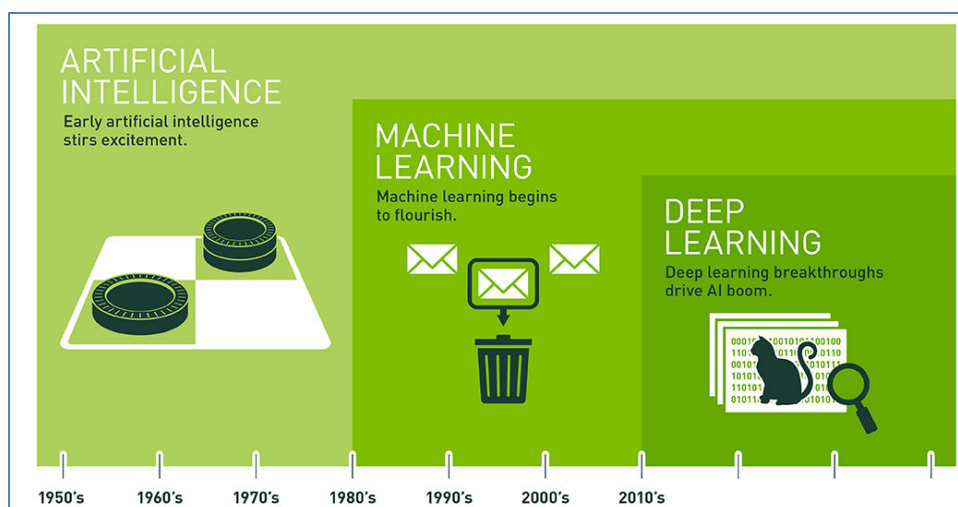 ARTIFICIAL
INTELLIGENCE
Early artificial intelligence
stirs excitement.
MACHINE
LEARNING
Machine learning begins
to flourish.
DEEP
LEARNING
Deep learning breakthroughs
drive AI boom.
1950's 1960's 1970's 1980's 1990's 2000's 2010's